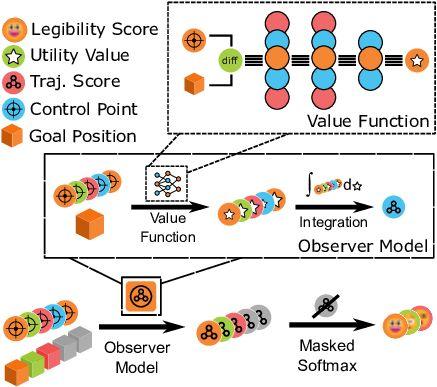 Legibility Score
Utility Value
Traj. Score
Control Point
Goal Position
diff
Value Function
Value
Function
∫ d
Integration
Observer Model
Observer
Model
Masked
Softmax